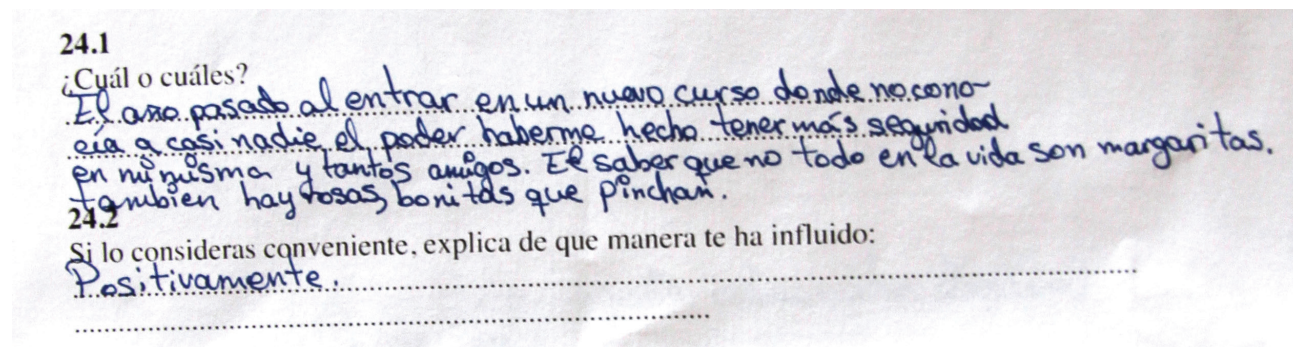 24.1
¿Cuál o cuáles?
El año pasado al entrar en un nuevo curso donde no cono-
cia a casi nadie, el poder haberme hecho tener más seguridad
en mi misma y tantos amigos. El saber que no todo en la vida son margaritas.
tambien hay rosas, bonitas que pinchan.
24.2
Si lo consideras conveniente, explica de que manera te ha influido:
Positivamente.